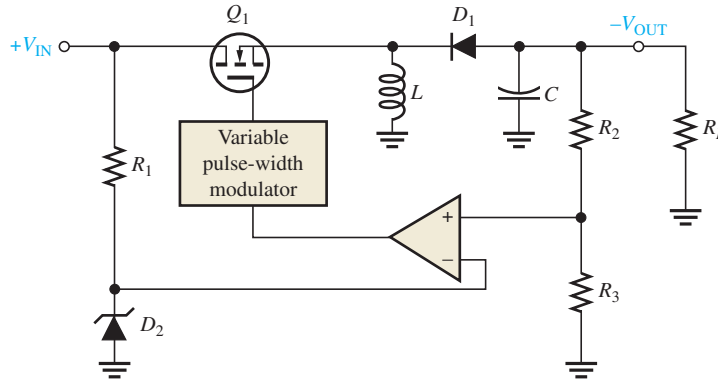 Q1
D1
−VOUT
+VIN
L
C
R2
Variable
pulse-width
modulator
R1
+
−
R3
D2